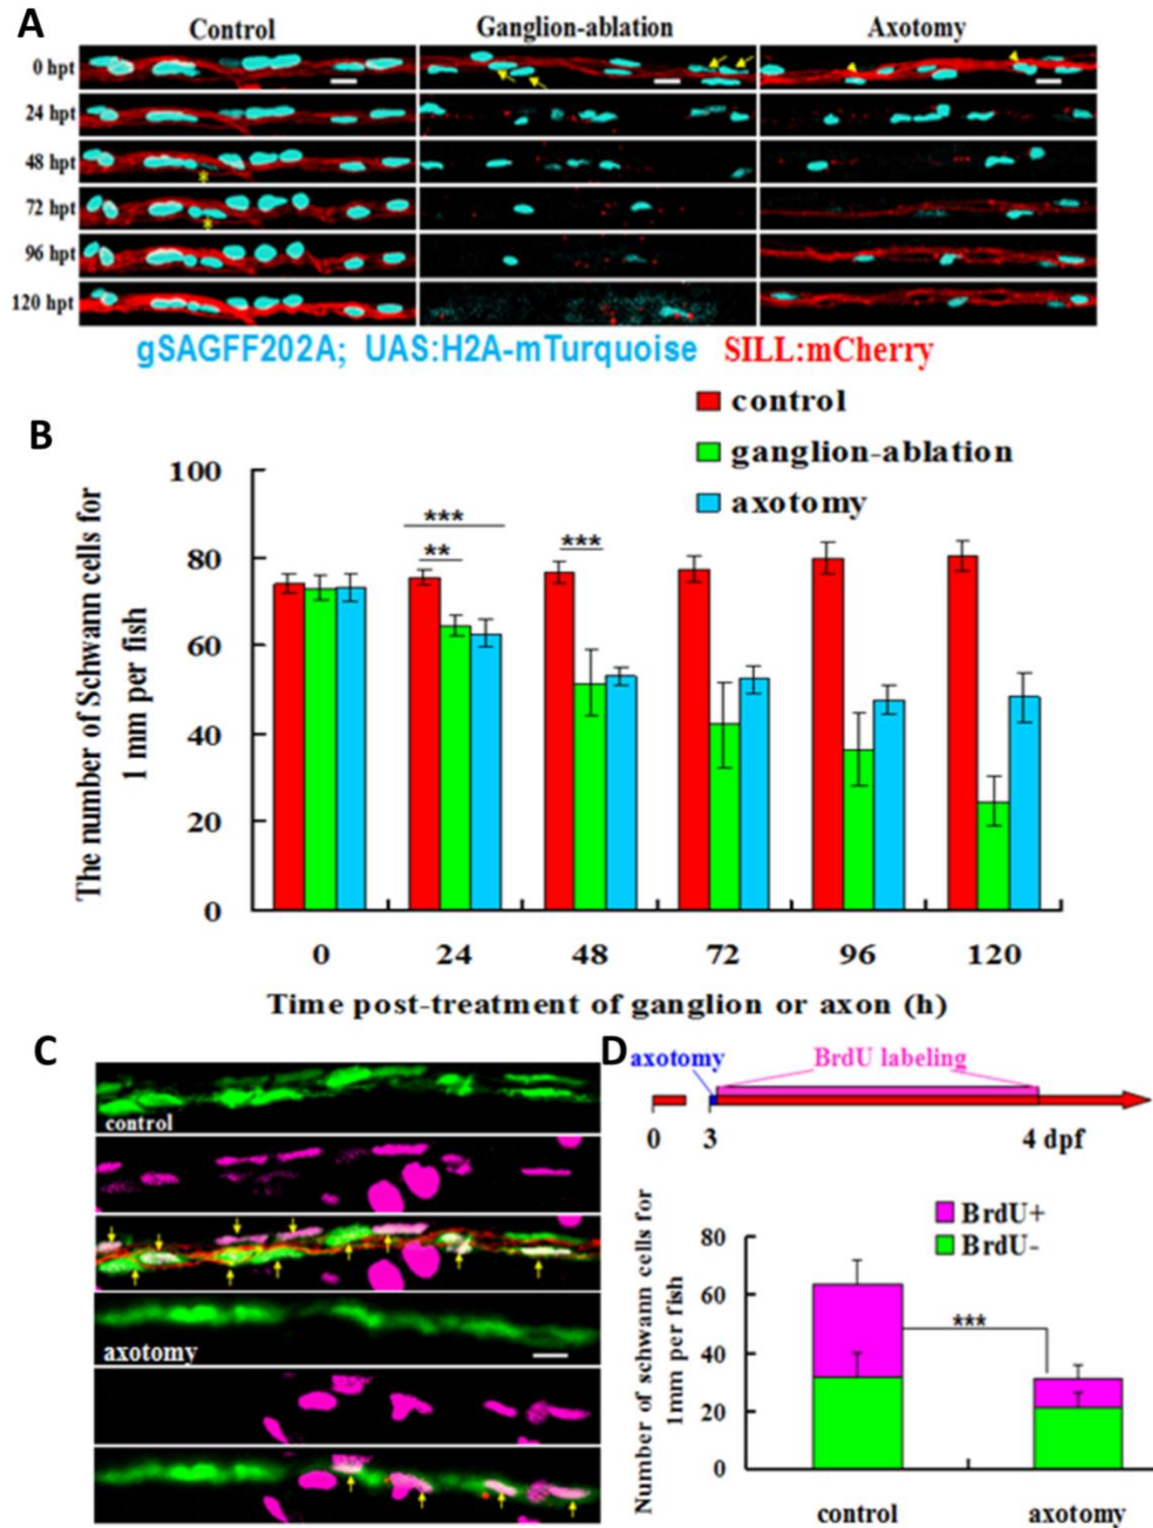 A
Control Ganglion-ablation Axotomy
0 hpt
24 hpt
48 hpt
*
72 hpt
*
96 hpt
120 hpt
gSAGFF202A; UAS:H2A-mTurquoise SILL:mCherry
B
control
ganglion-ablation
axotomy
The number of Schwann cells for
1 mm per fish
100
80
60
40
20
0
***
**
***
0 24 48 72 96 120
Time post-treatment of ganglion or axon (h)
C
control
axotomy
D
axotomy BrdU labeling
0 3 4 dpf
BrdU+
BrdU-
Number of schwann cells for
1mm per fish
80
60
40
20
0
***
control axotomy